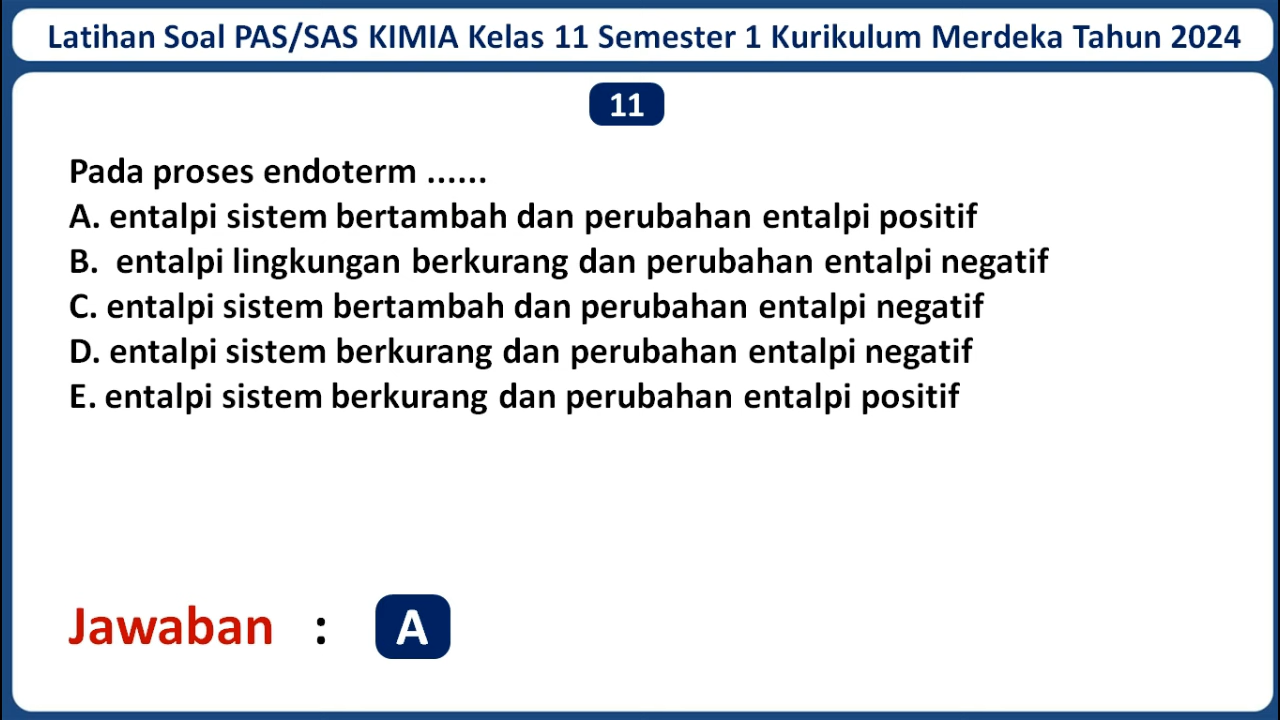 Latihan Soal PAS/SAS KIMIA Kelas 11 Semester 1 Kurikulum Merdeka Tahun 2024
11
Pada proses endoterm ......
A. entalpi sistem bertambah dan perubahan entalpi positif
B. entalpi lingkungan berkurang dan perubahan entalpi negatif
C. entalpi sistem bertambah dan perubahan entalpi negatif
D. entalpi sistem berkurang dan perubahan entalpi negatif
E. entalpi sistem berkurang dan perubahan entalpi positif
Jawaban : A